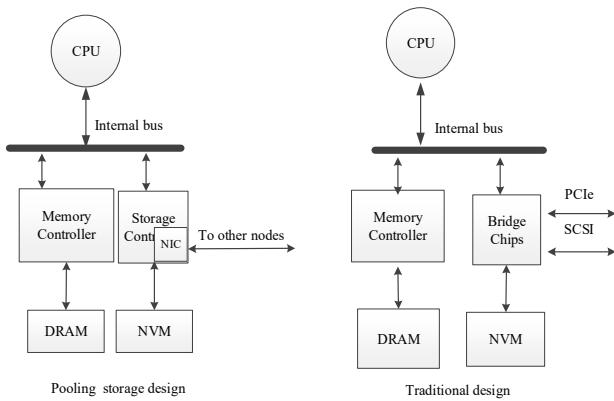 CPU
Internal bus
Memory
Controller
Storage
NIC
To other nodes
DRAM
NVM
Pooling storage design
CPU
Internal bus
Memory
Controller
Bridge
Chips
PCIe
SCSI
DRAM
NVM
Traditional design